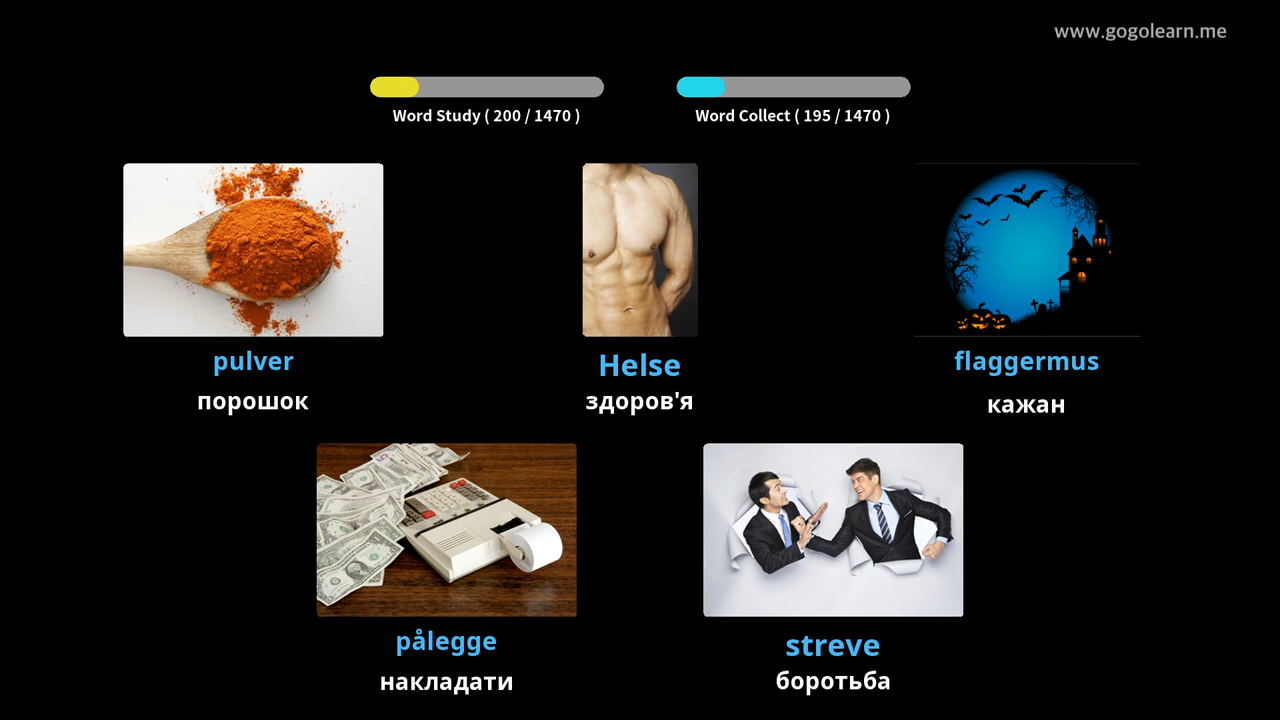 www.gogolearn.me
Word Study ( 200 / 1470 )
Word Collect ( 195 / 1470 )
pulver
порошок
Helse
здоров'я
flaggermus
кажан
pålegge
накладати
streve
боротьба